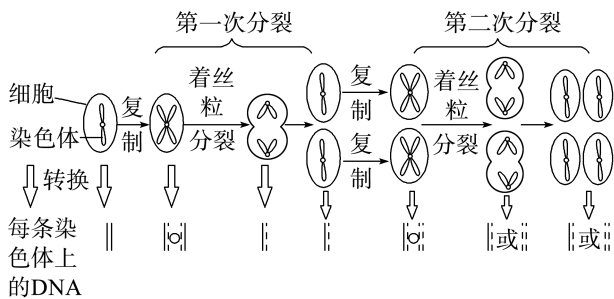 第一次分裂
第二次分裂
细胞
染色体
复制
着丝粒分裂
复制
复制
着丝粒分裂
转换
每条染
色体上
的DNA
或
或